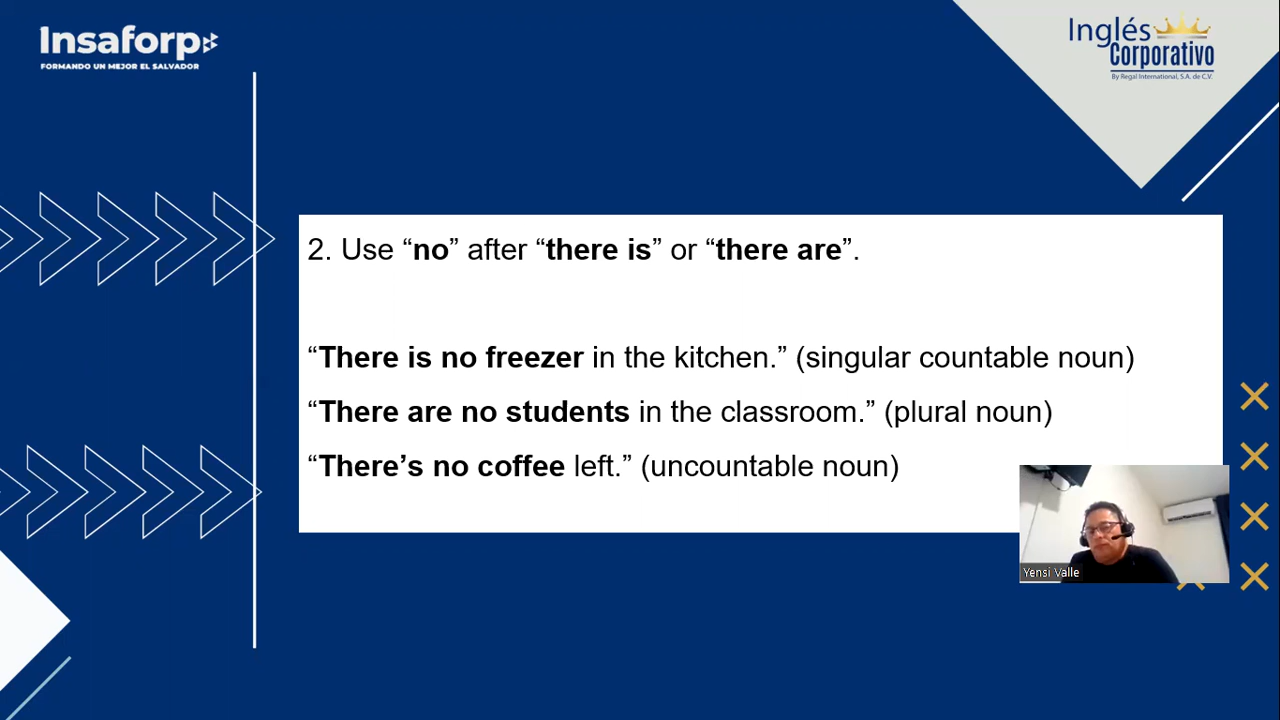 Insaforp
FORMANDO UN MEJOR EL SALVADOR
Inglés
Corporativo
By Regal International, S.A. de C.V.
2. Use “no” after “there is” or “there are”.
“There is no freezer in the kitchen.” (singular countable noun)
“There are no students in the classroom.” (plural noun)
“There’s no coffee left.” (uncountable noun)
Yensi Valle